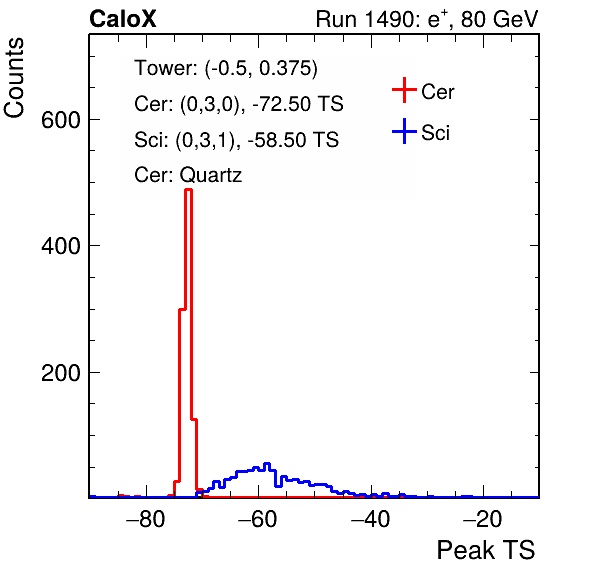 CaloX Run 1490: e⁺, 80 GeV
Counts
Tower: (-0.5, 0.375)
Cer: (0,3,0), -72.50 TS
Sci: (0,3,1), -58.50 TS
Cer: Quartz
Cer
Sci
600
400
200
−80 −60 −40 −20
Peak TS